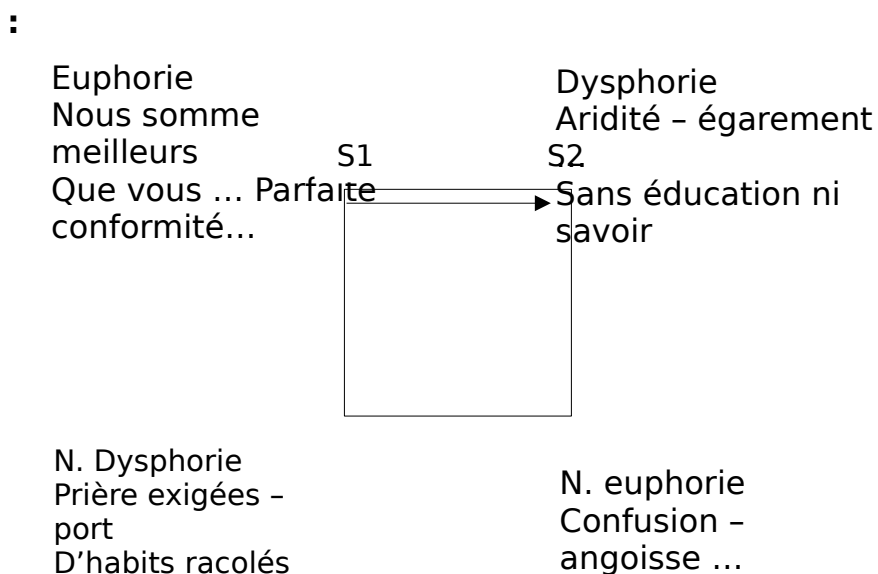 :
Euphorie
Nous somme
meilleurs
Que vous … Parfaite
conformité…
S1
S2
Dysphorie
Aridité – égarement
…
Sans éducation ni
savoir
N. Dysphorie
Prière exigées –
port
D’habits racolés
N. euphorie
Confusion –
angoisse …